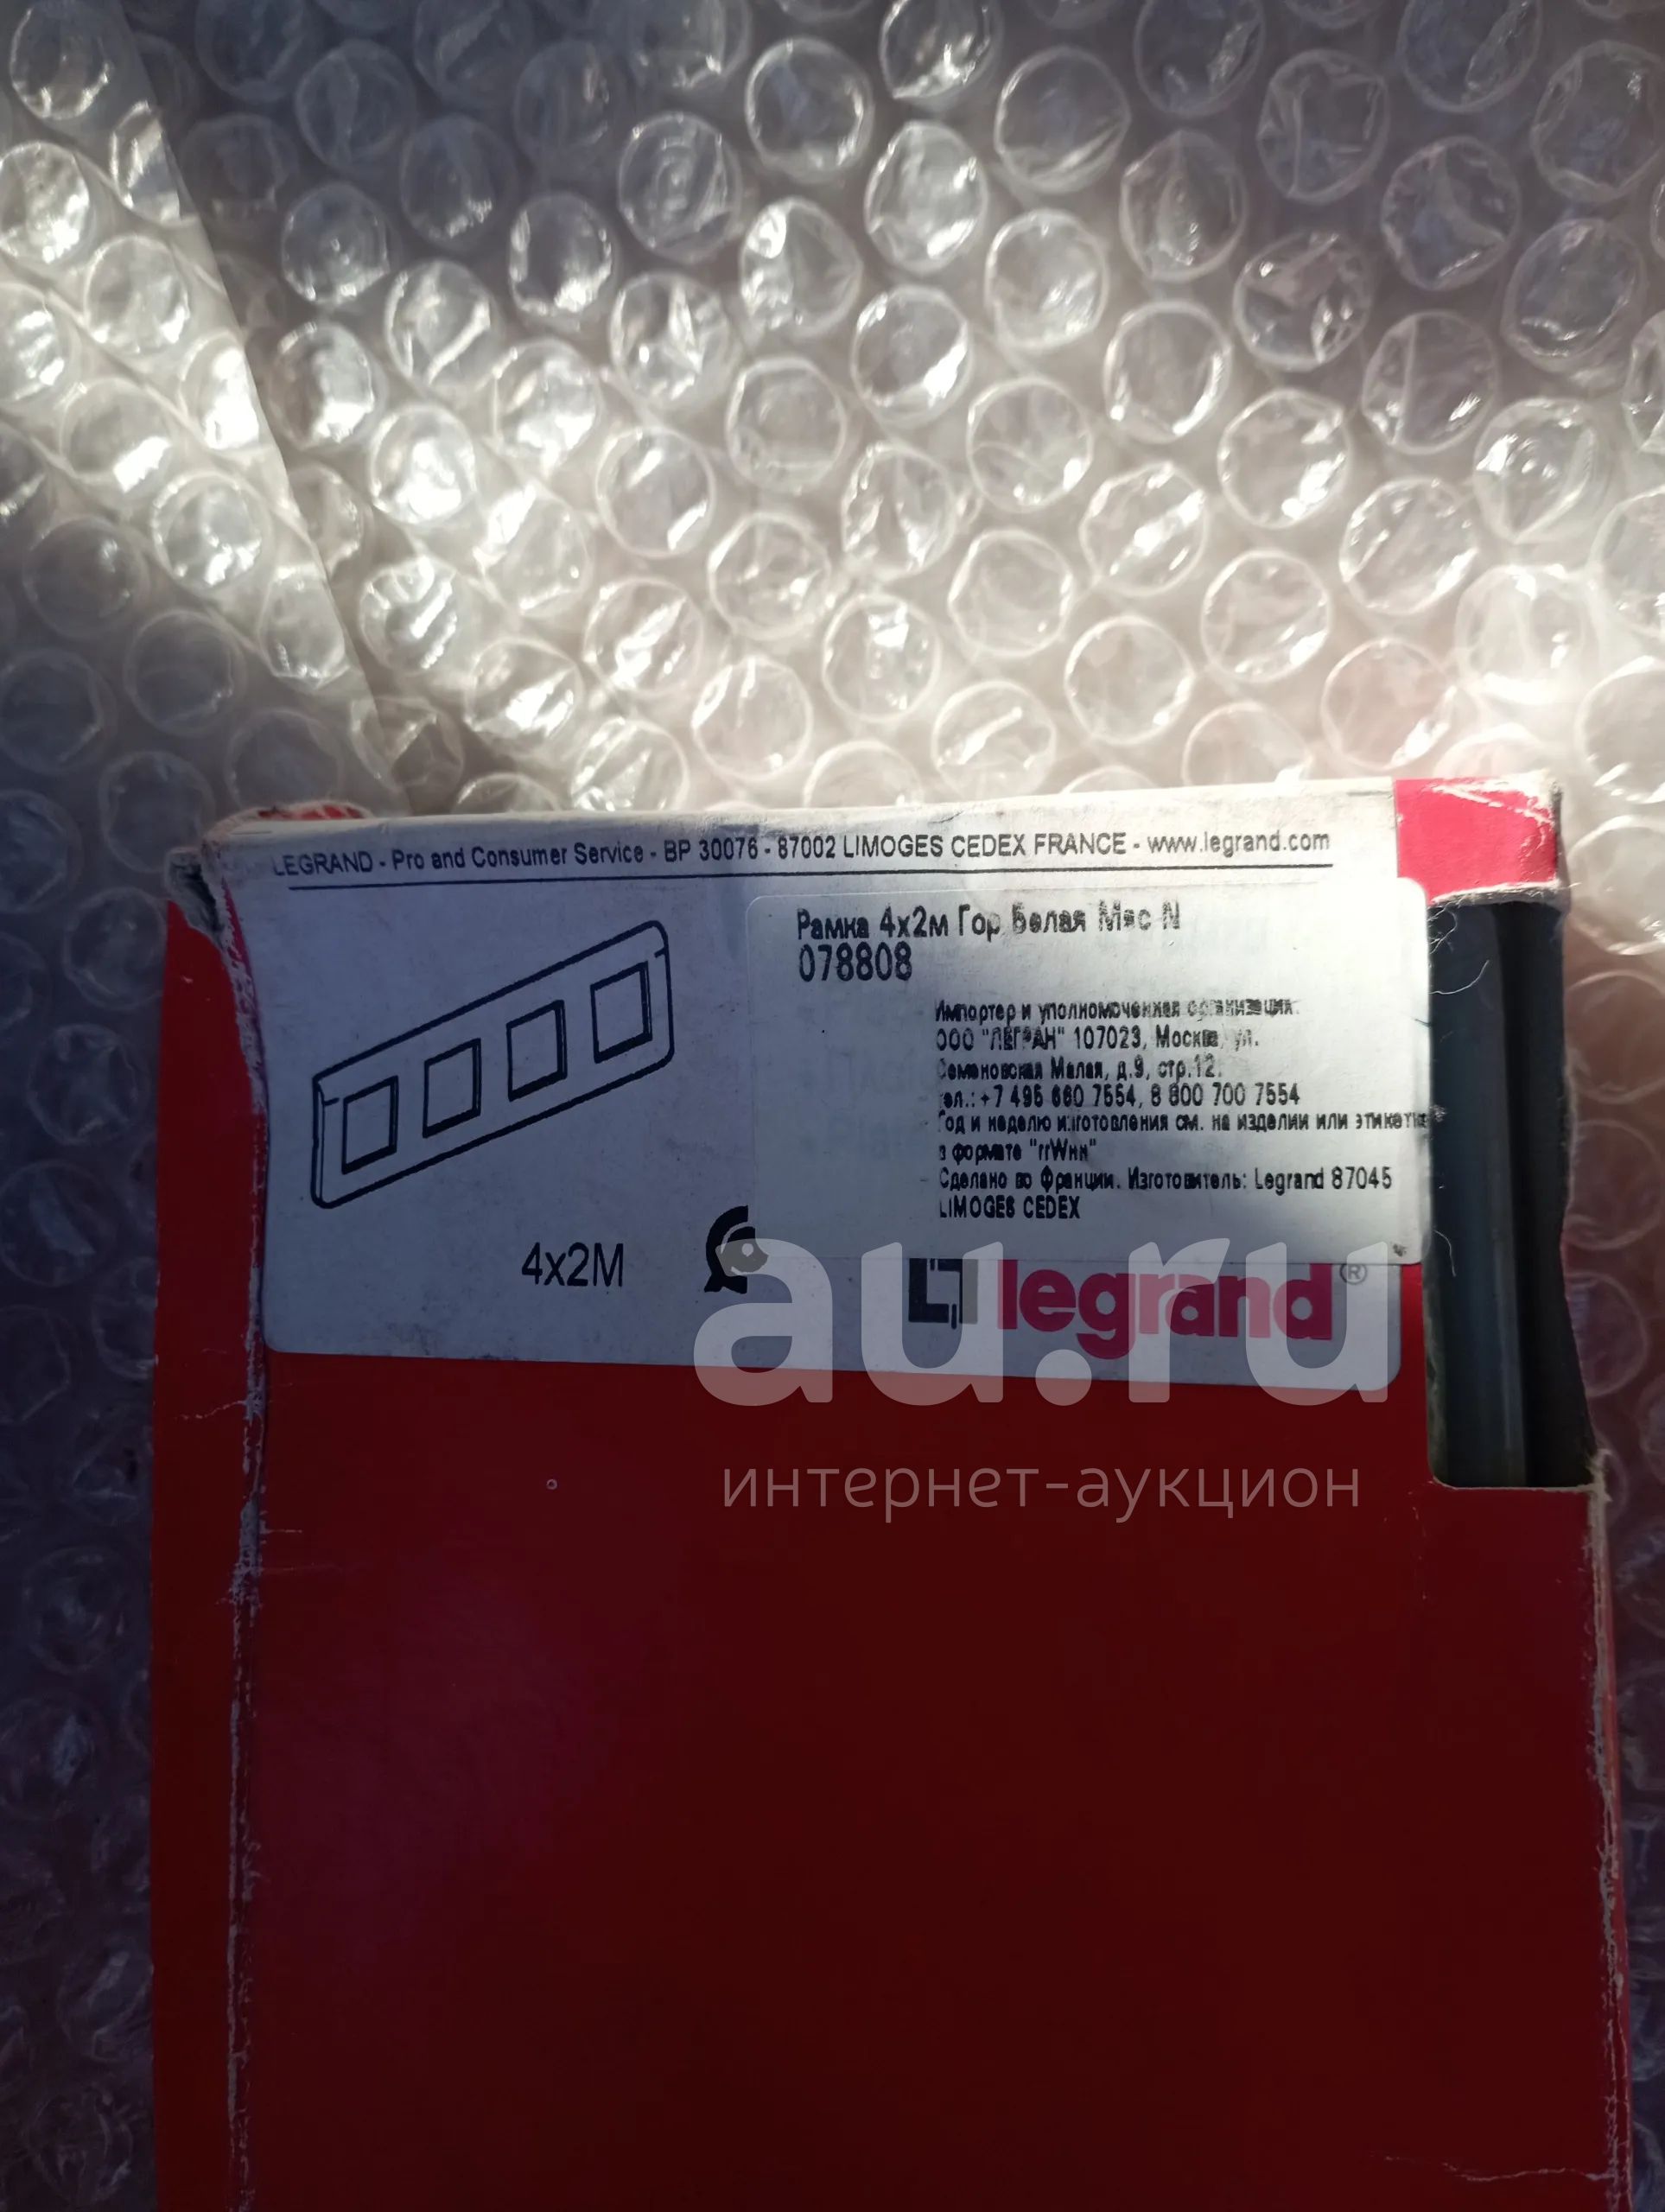 LEGRAND - Pro and Consumer Service - BP 30076 - 87002 LIMOGES CEDEX FRANCE - www.legrand.com
Рамка 4х2м Гор Белая Мес N
078808
Импортер и уполномоченная организация:
ООО "ЛЕГРАН" 107023, Москва, ул.
Семеновская Малая, д.9, стр.12.
тел.: +7 495 660 7554, 8 800 700 7554
Год и неделю изготовления см. на изделии или этикетке
в формате "ггWнн"
Сделано во Франции. Изготовитель: Legrand 87045
LIMOGES CEDEX
4x2M
legrand®
au.ru
интернет-аукцион